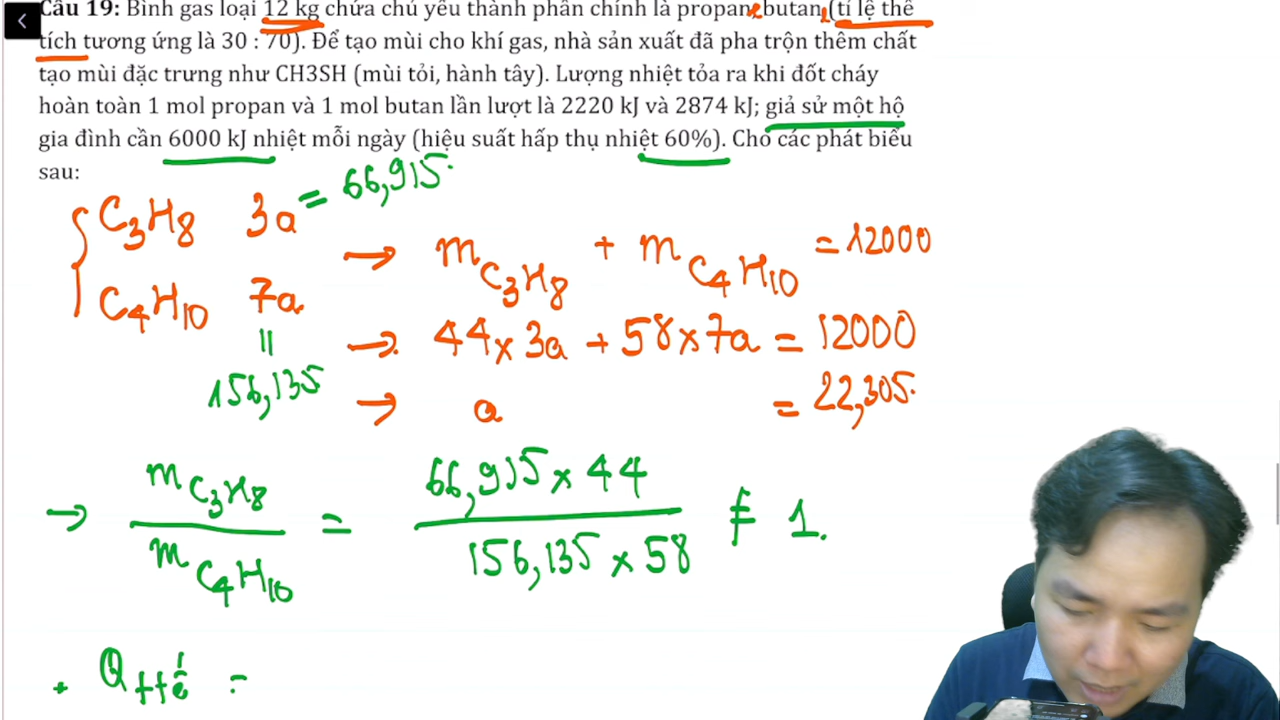 Câu 19: Bình gas loại 12 kg chứa chủ yếu thành phần chính là propan, butan (tỉ lệ thể
tích tương ứng là 30 : 70). Để tạo mùi cho khí gas, nhà sản xuất đã pha trộn thêm chất
tạo mùi đặc trưng như CH3SH (mùi tỏi, hành tây). Lượng nhiệt tỏa ra khi đốt cháy
hoàn toàn 1 mol propan và 1 mol butan lần lượt là 2220 kJ và 2874 kJ; giả sử một hộ
gia đình cần 6000 kJ nhiệt mỗi ngày (hiệu suất hấp thụ nhiệt 60%). Cho các phát biểu
sau:
C3H8 3a = 66,915.
→ mC3H8 + mC4H10 = 12000
C4H10 7a
=
156,135
→ 44 x 3a + 58 x 7a = 12000
→ a = 22,305.
→ mC3H8 / mC4H10 = 66,915 x 44 / 156,135 x 58 ≠ 1.
+ Qttế =